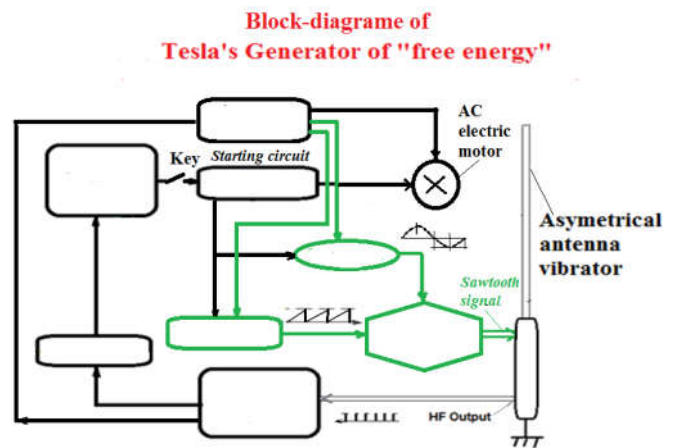 Block-diagrame of
Tesla's Generator of "free energy"
AC
electric
motor
Key
Starting circuit
Asymetrical
antenna
vibrator
Sawtooth
signal
HF Output